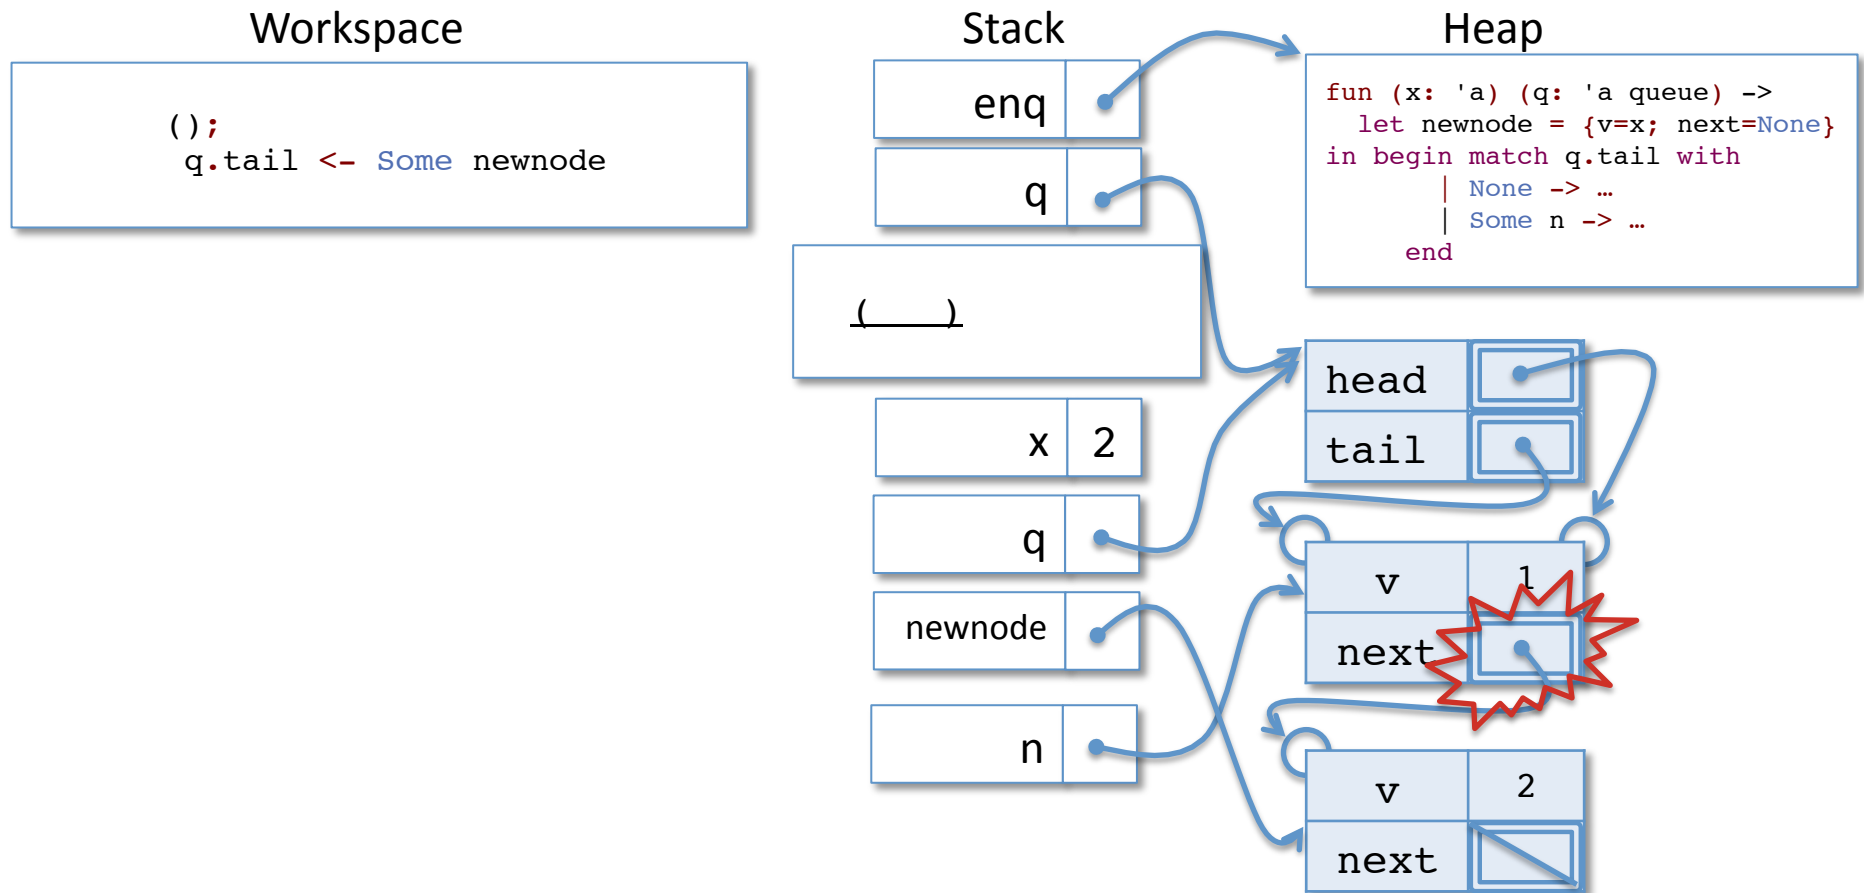 Workspace
();
q.tail <- Some newnode
Stack
enq
q
(    )
x 2
q
newnode
n
Heap
fun (x: 'a) (q: 'a queue) ->
let newnode = {v=x; next=None}
in begin match q.tail with
| None -> …
| Some n -> …
end
head
tail
v 1
next
v 2
next